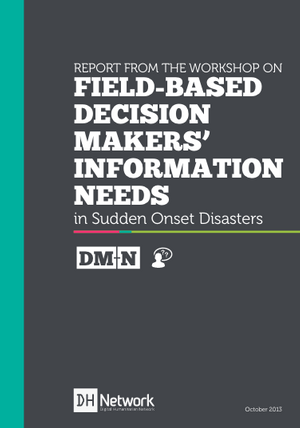 REPORT FROM THE WORKSHOP ON
FIELD-BASED
DECISION
MAKERS’
INFORMATION
NEEDS
in Sudden Onset Disasters
DM-N
??
DH Network
Digital Humanitarian Network
October 2013